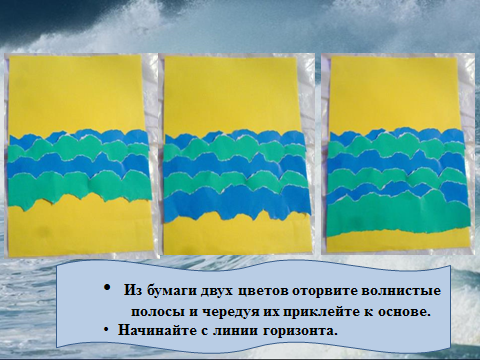 • Из бумаги двух цветов оторвите волнистые
полосы и чередуя их приклейте к основе.
• Начинайте с линии горизонта.